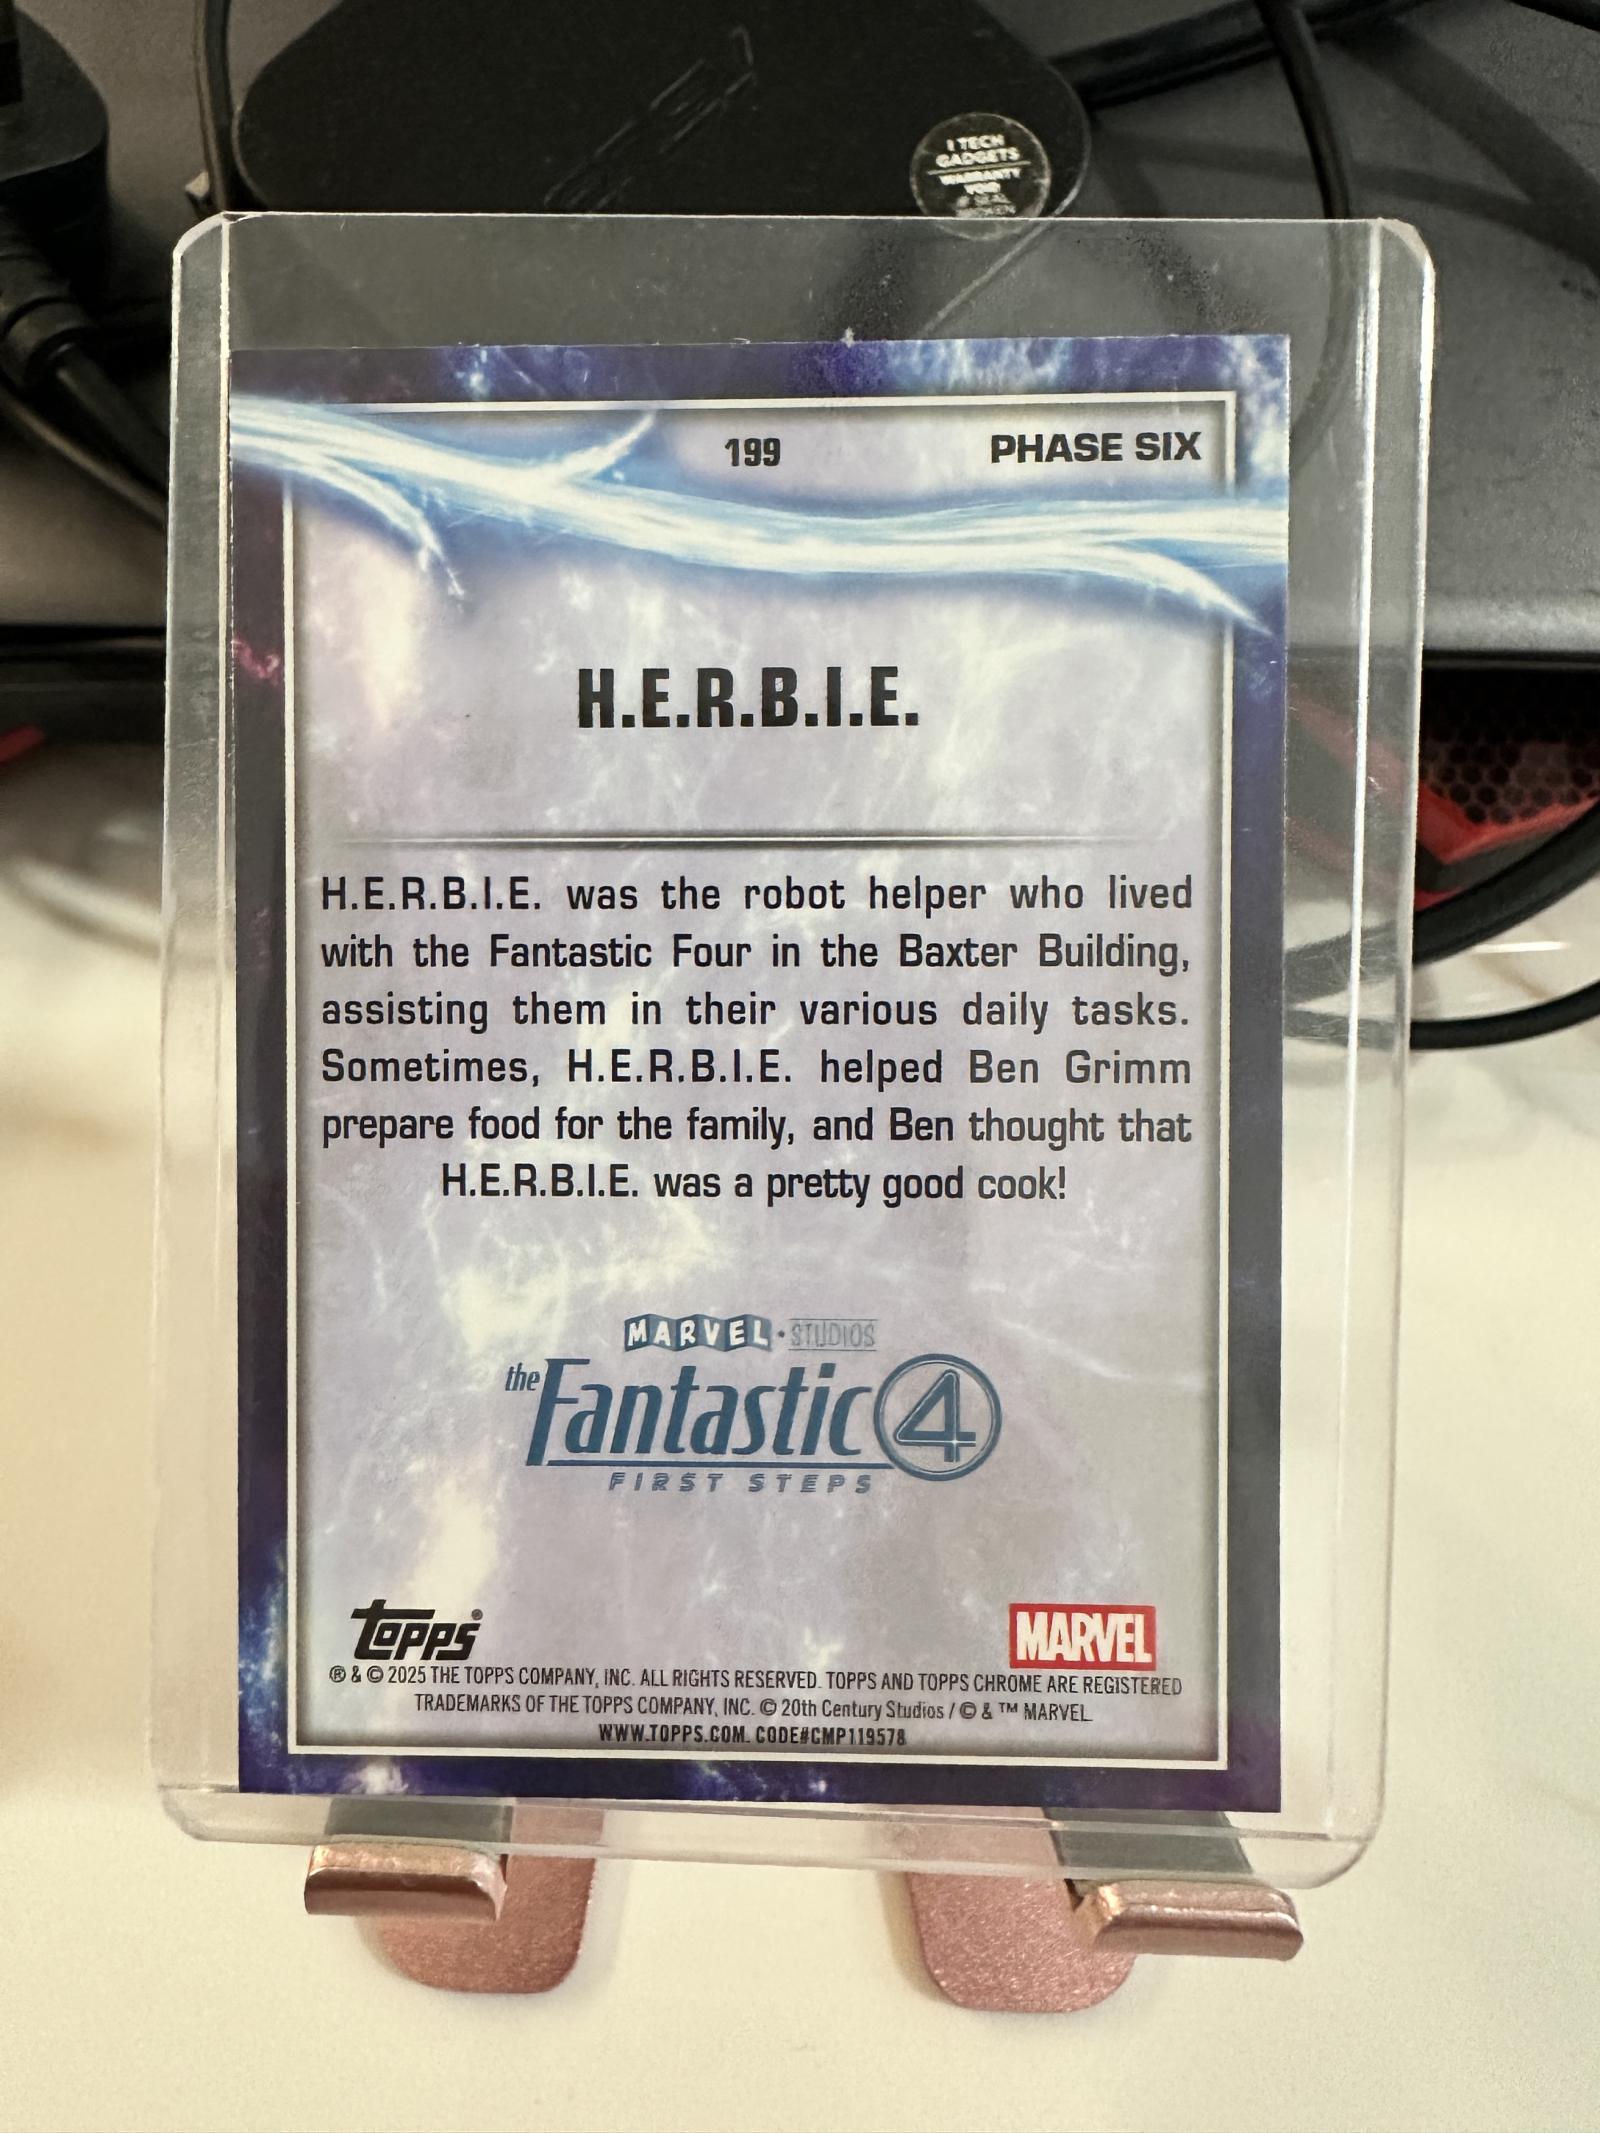 I TECH
GADGETS
WARRANTY
VOID
IF SEAL
BROKEN
199
PHASE SIX
H.E.R.B.I.E.
H.E.R.B.I.E. was the robot helper who lived
with the Fantastic Four in the Baxter Building,
assisting them in their various daily tasks.
Sometimes, H.E.R.B.I.E. helped Ben Grimm
prepare food for the family, and Ben thought that
H.E.R.B.I.E. was a pretty good cook!
MARVEL • STUDIOS
the Fantastic 4
FIRST STEPS
topps®
MARVEL
® & © 2025 THE TOPPS COMPANY, INC. ALL RIGHTS RESERVED. TOPPS AND TOPPS CHROME ARE REGISTERED
TRADEMARKS OF THE TOPPS COMPANY, INC. © 20th Century Studios / © & ™ MARVEL
WWW.TOPPS.COM. CODE#CMP119578